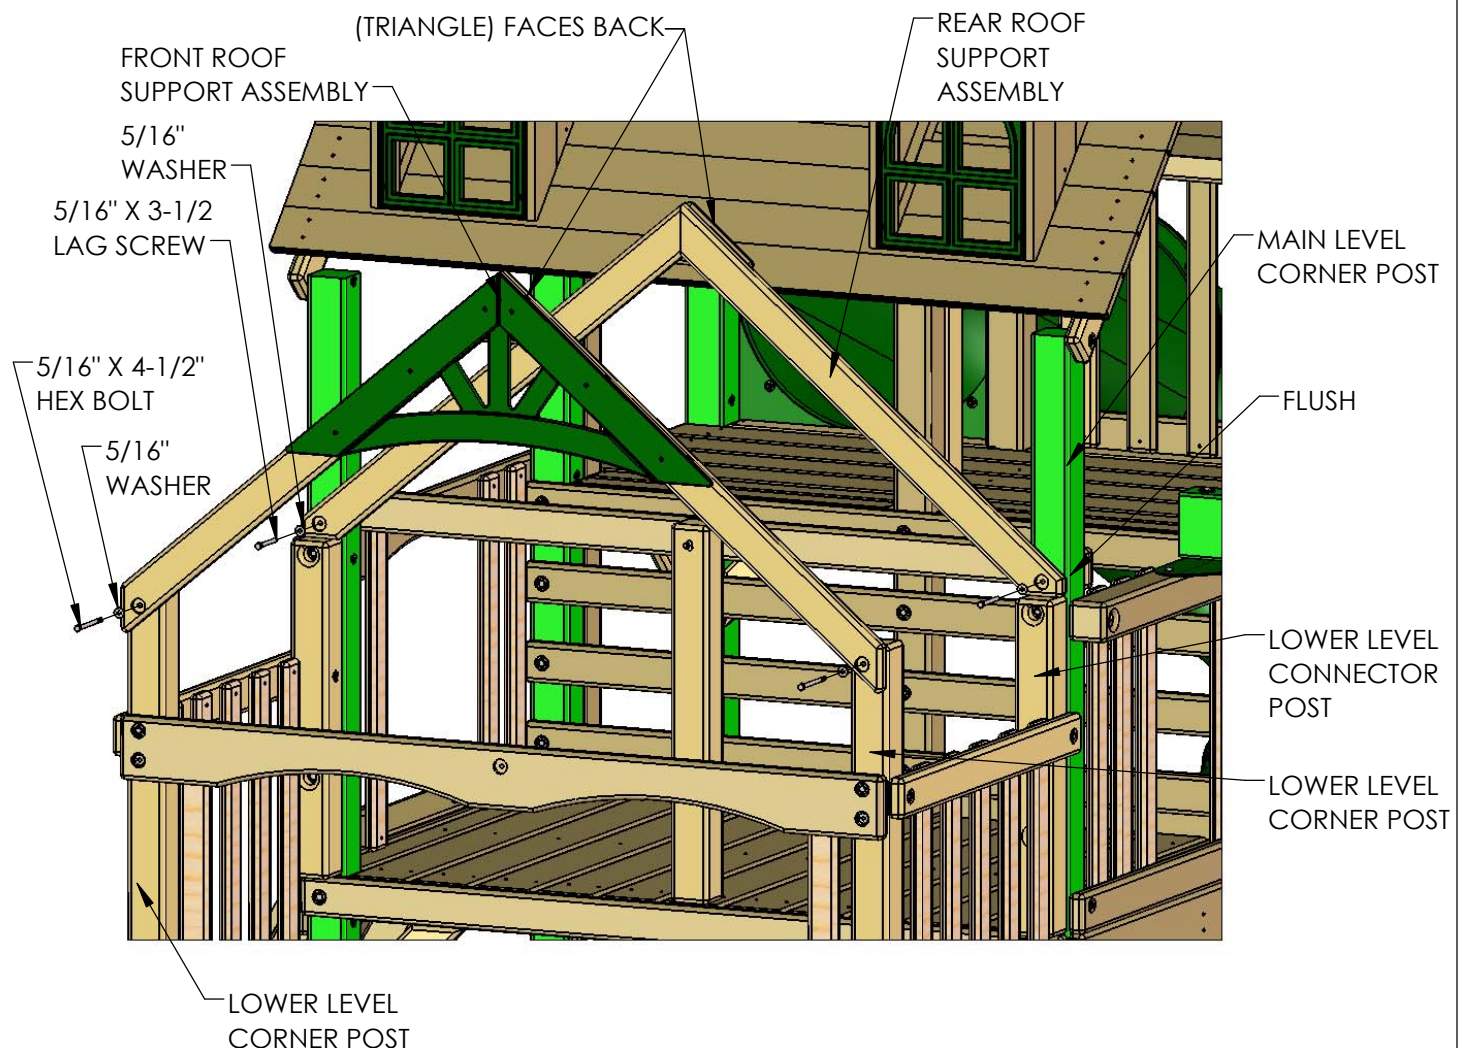 (TRIANGLE) FACES BACK
REAR ROOF
SUPPORT
ASSEMBLY
FRONT ROOF
SUPPORT ASSEMBLY
5/16"
WASHER
5/16" X 3-1/2
LAG SCREW
MAIN LEVEL
CORNER POST
5/16" X 4-1/2"
HEX BOLT
FLUSH
5/16"
WASHER
LOWER LEVEL
CONNECTOR
POST
LOWER LEVEL
CORNER POST
LOWER LEVEL
CORNER POST